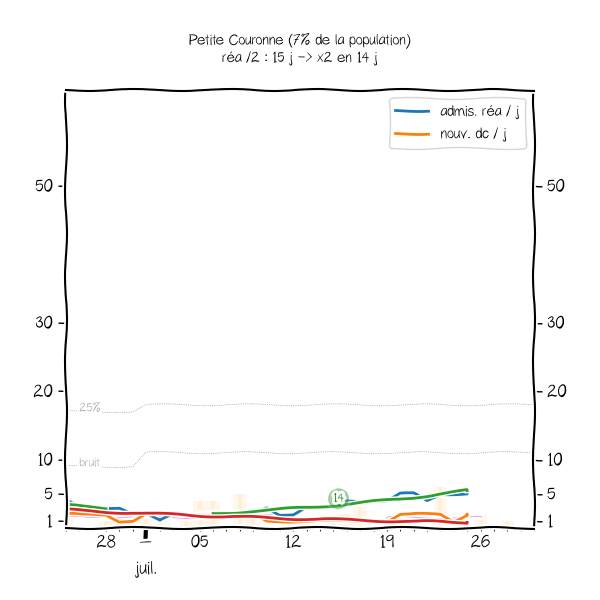 Petite Couronne (7% de la population)
réa /2 : 15 j -> x2 en 14 j
admis. réa / j
nouv. dc / j
50 50
30 30
20 20
25%
10 10
bruit
5 5
14
1 1
28 05 12 19 26
juil.